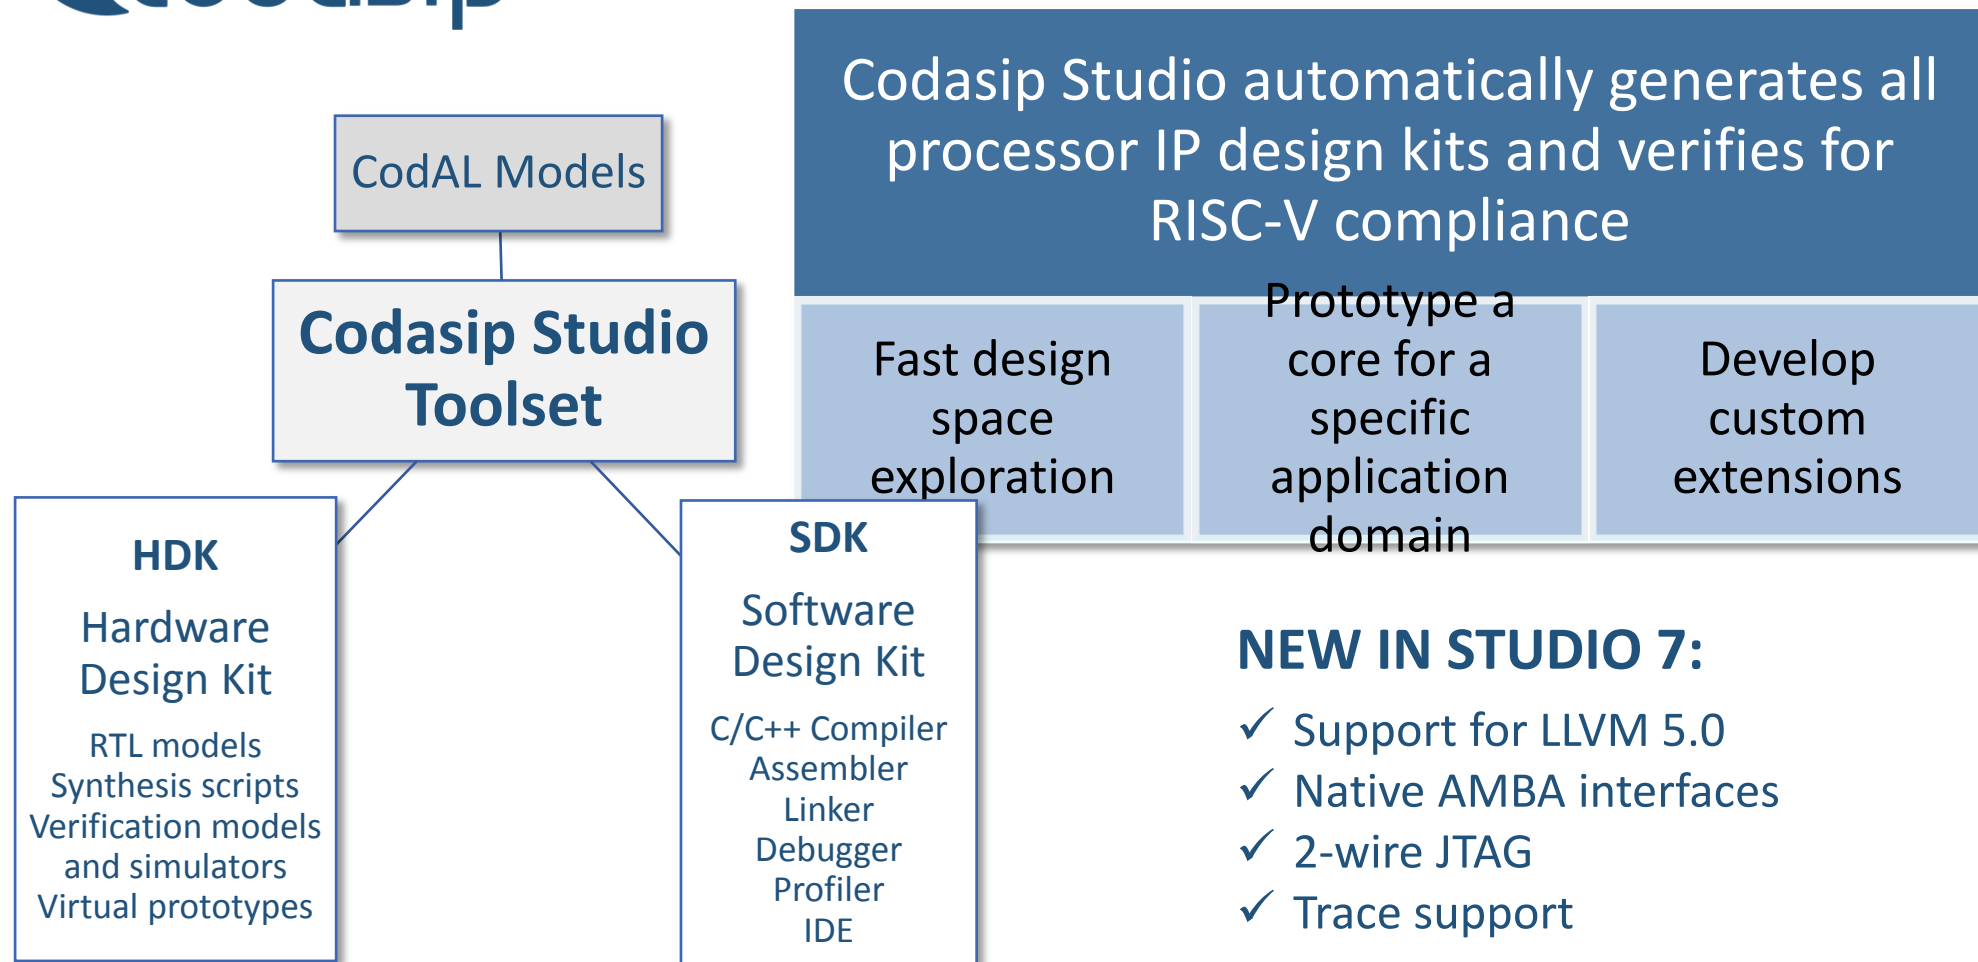 codasip
Codasip Studio automatically generates all
processor IP design kits and verifies for
RISC-V compliance
CodAL Models
Codasip Studio
Toolset
Fast design
space
exploration
Prototype a
core for a
specific
application
domain
Develop
custom
extensions
HDK
Hardware
Design Kit
RTL models
Synthesis scripts
Verification models
and simulators
Virtual prototypes
SDK
Software
Design Kit
C/C++ Compiler
Assembler
Linker
Debugger
Profiler
IDE
NEW IN STUDIO 7:
✓ Support for LLVM 5.0
✓ Native AMBA interfaces
✓ 2-wire JTAG
✓ Trace support